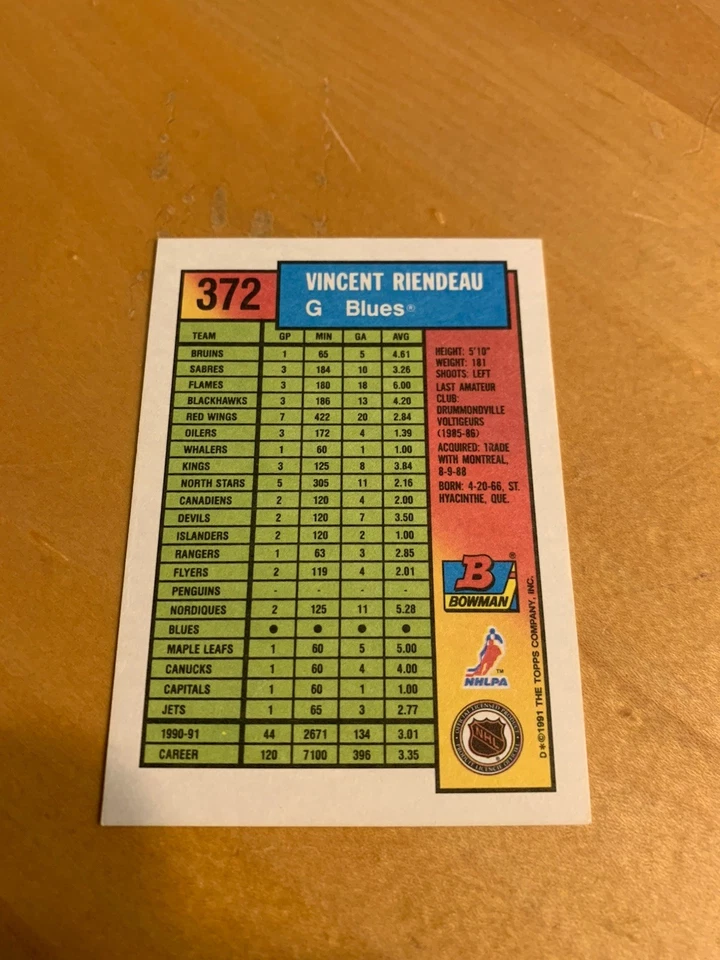 372
VINCENT RIENDEAU
G Blues®
TEAM GP MIN GA AVG
BRUINS 1 65 5 4.61
SABRES 3 184 10 3.26
FLAMES 3 180 18 6.00
BLACKHAWKS 3 186 13 4.20
RED WINGS 7 422 20 2.84
OILERS 3 172 4 1.39
WHALERS 1 60 1 1.00
KINGS 3 125 8 3.84
NORTH STARS 5 305 11 2.16
CANADIENS 2 120 4 2.00
DEVILS 2 120 7 3.50
ISLANDERS 2 120 2 1.00
RANGERS 1 63 3 2.85
FLYERS 2 119 4 2.01
PENGUINS - - - -
NORDIQUES 2 125 11 5.28
BLUES ● ● ● ●
MAPLE LEAFS 1 60 5 5.00
CANUCKS 1 60 4 4.00
CAPITALS 1 60 1 1.00
JETS 1 65 3 2.77
1990-91 44 2671 134 3.01
CAREER 120 7100 396 3.35
HEIGHT: 5'10"
WEIGHT: 181
SHOOTS: LEFT
LAST AMATEUR
CLUB:
DRUMMONDVILLE
VOLTIGEURS
(1985-86)
ACQUIRED: TRADE
WITH MONTREAL,
8-9-88
BORN: 4-20-66, ST.
HYACINTHE, QUE.
B ®
BOWMAN
™
NHLPA
NHL
®
D*©1991 THE TOPPS COMPANY, INC.